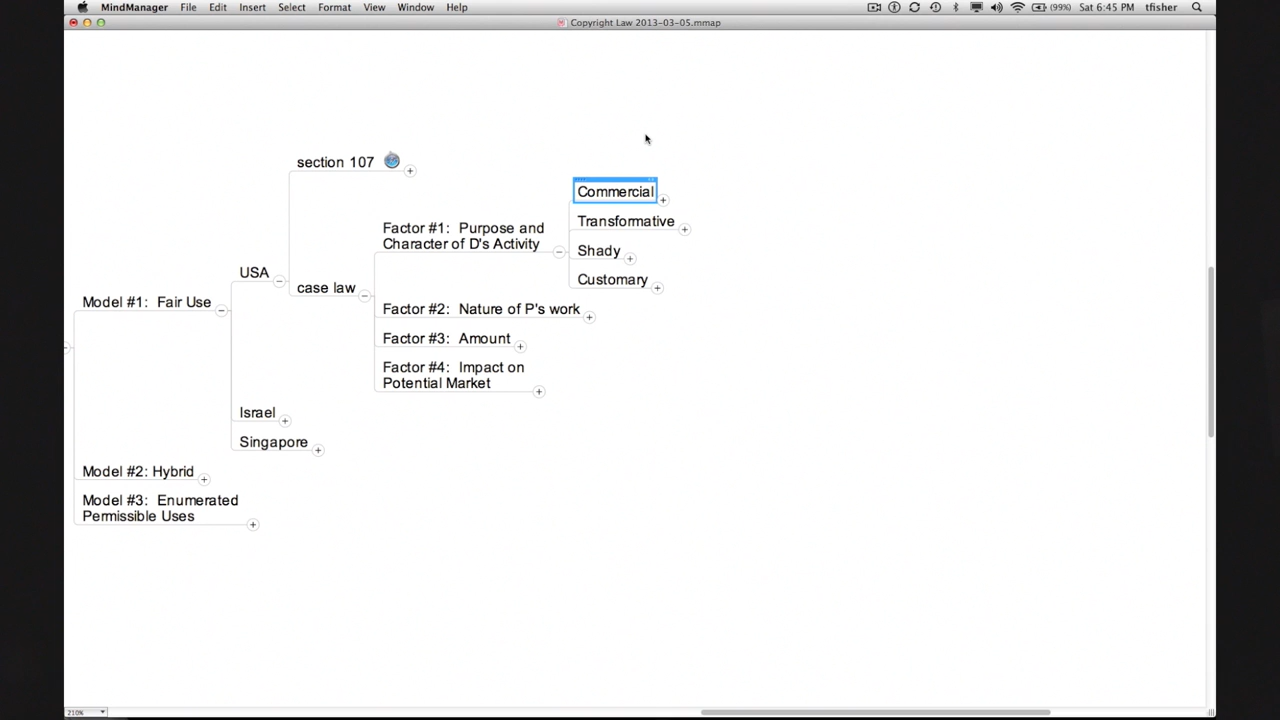 MindManager File Edit Insert Select Format View Window Help (99%) Sat 6:45 PM tfisher
Copyright Law 2013-03-05.mmap
section 107
Commercial
Transformative
Shady
Customary
Factor #1: Purpose and
Character of D's Activity
USA
case law
Model #1: Fair Use
Factor #2: Nature of P's work
Factor #3: Amount
Factor #4: Impact on
Potential Market
Israel
Singapore
Model #2: Hybrid
Model #3: Enumerated
Permissible Uses
210%